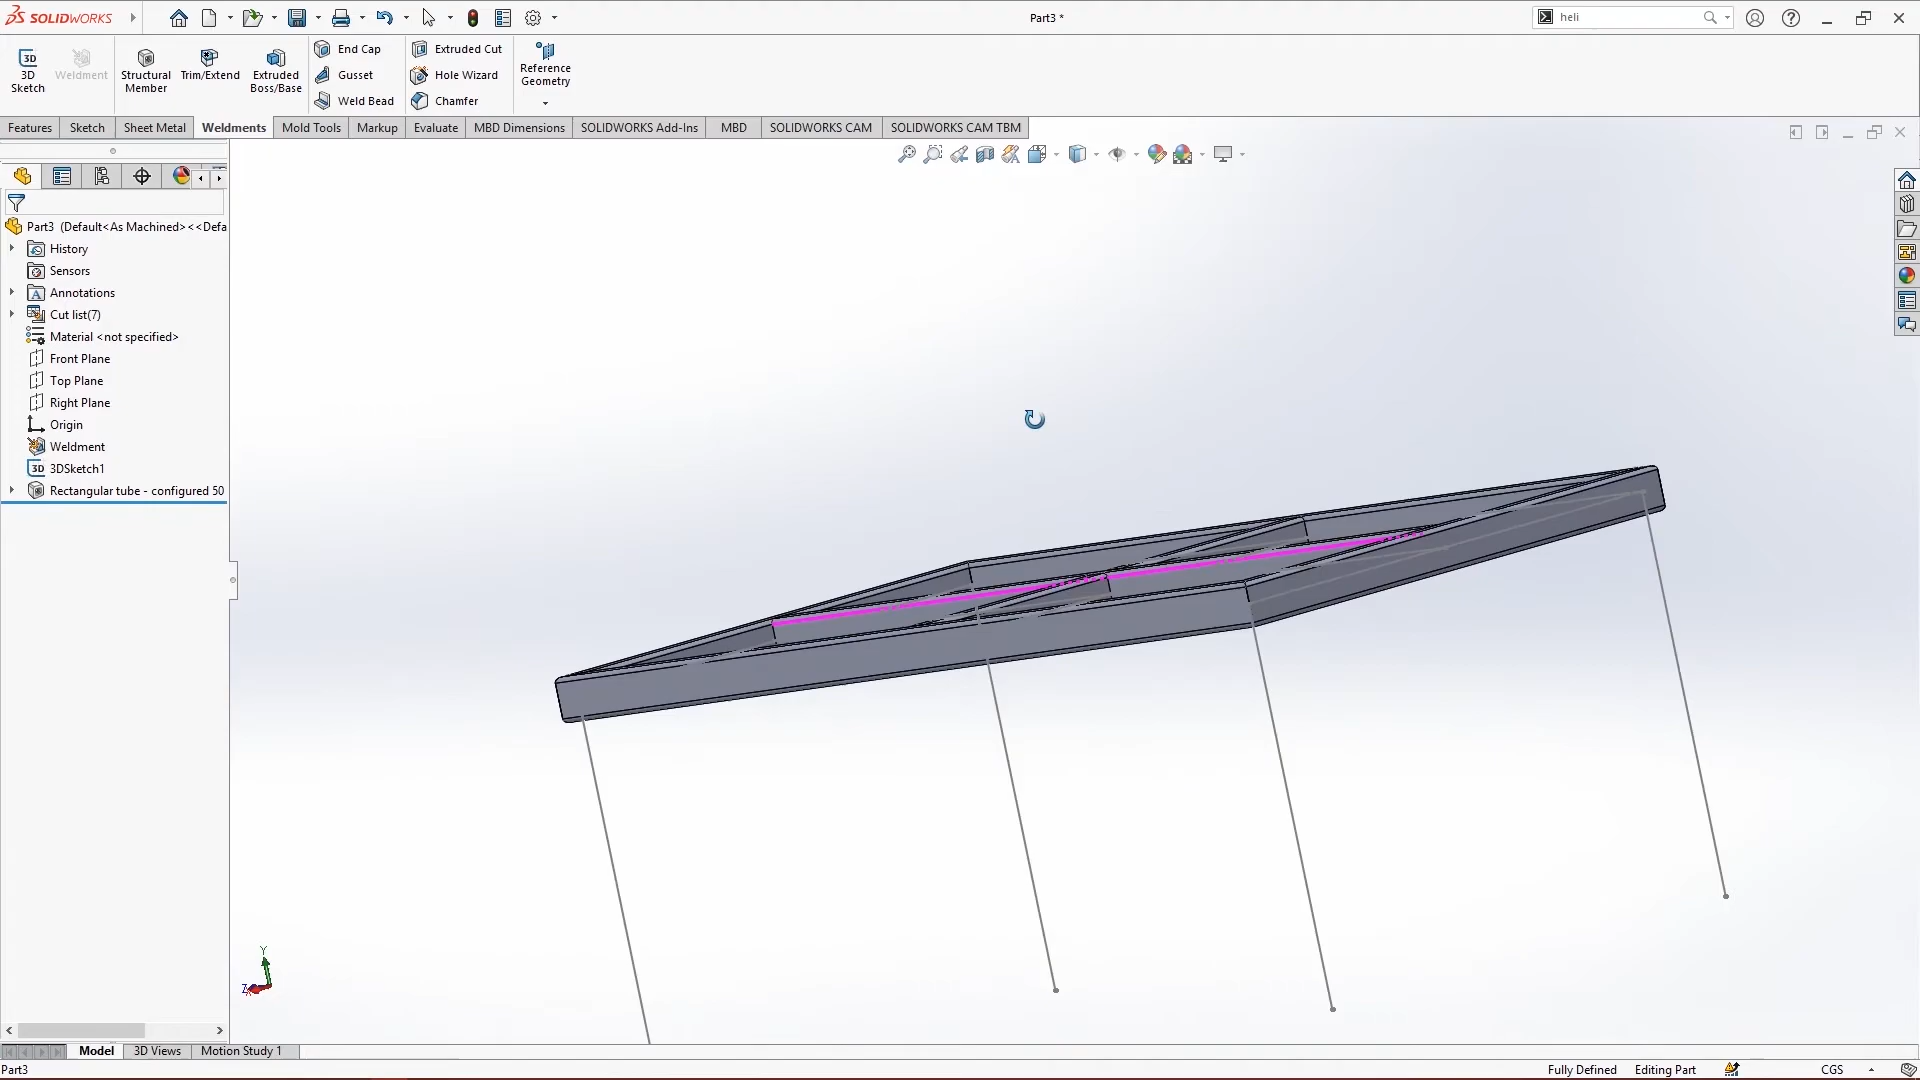 SOLIDWORKS
Part3 *
heli
3D Sketch
Weldment
Structural Member
Trim/Extend
Extruded Boss/Base
End Cap
Gusset
Weld Bead
Extruded Cut
Hole Wizard
Chamfer
Reference Geometry
Features Sketch Sheet Metal Weldments Mold Tools Markup Evaluate MBD Dimensions SOLIDWORKS Add-Ins MBD SOLIDWORKS CAM SOLIDWORKS CAM TBM
Part3 (Default<As Machined><<Defa
History
Sensors
Annotations
Cut list(7)
Material <not specified>
Front Plane
Top Plane
Right Plane
Origin
Weldment
3D 3DSketch1
Rectangular tube - configured 50
Y
Z
Model 3D Views Motion Study 1
Part3
Fully Defined Editing Part CGS